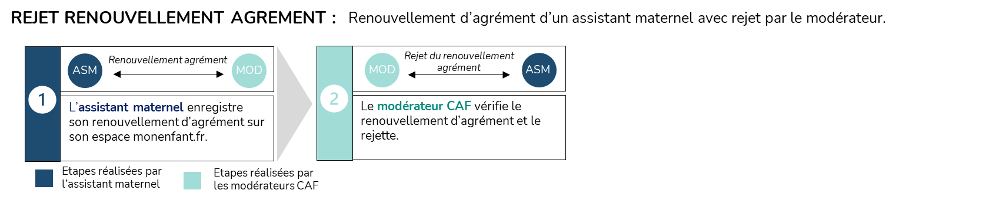 REJET RENOUVELLEMENT AGREMENT : Renouvellement d’agrément d’un assistant maternel avec rejet par le modérateur.
1
ASM
Renouvellement agrément
MOD
L’assistant maternel enregistre
son renouvellement d’agrément sur
son espace monenfant.fr.
2
MOD
Rejet du renouvellement
agrément
ASM
Le modérateur CAF vérifie le
renouvellement d’agrément et le
rejette.
Etapes réalisées par
l’assistant maternel
Etapes réalisées par
les modérateurs CAF